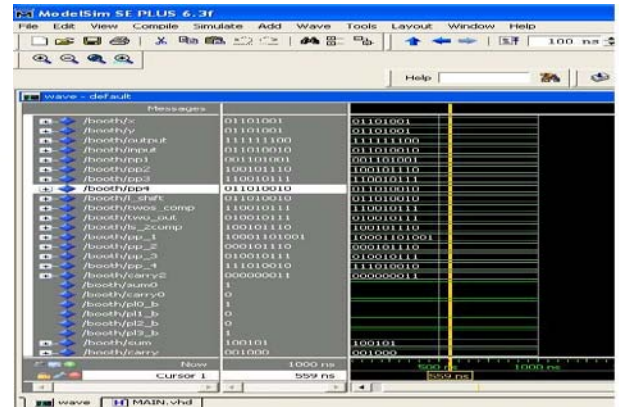 ModelSim SE PLUS 6.3f
File Edit View Compile Simulate Add Wave Tools Layout Window Help
100 ns
Help
wave - default
Messages
/booth/x 01101001 01101001
/booth/y 01101001 01101001
/booth/output 111111100 111111100
/booth/input 011010010 011010010
/booth/pp1 001101001 001101001
/booth/pp2 100101110 100101110
/booth/pp3 110010111 110010111
/booth/pp4 011010010 011010010
/booth/l_shift 011010010 011010010
/booth/twos_comp 110010111 110010111
/booth/two_out 010010111 010010111
/booth/ls_2comp 100101110 100101110
/booth/pp_1 10001101001 10001101001
/booth/pp_2 000101110 000101110
/booth/pp_3 010010111 010010111
/booth/pp_4 111010010 111010010
/booth/carry2 000000011 000000011
/booth/sum0 1
/booth/carry0 0
/booth/pl0_b 1
/booth/pl1_b 0
/booth/pl2_b 0
/booth/pl3_b 1
/booth/sum 100101 100101
/booth/carry 001000 001000
Now 1000 ns 500 ns 1000 ns
Cursor 1 559 ns 559 ns
wave MAIN.vhd